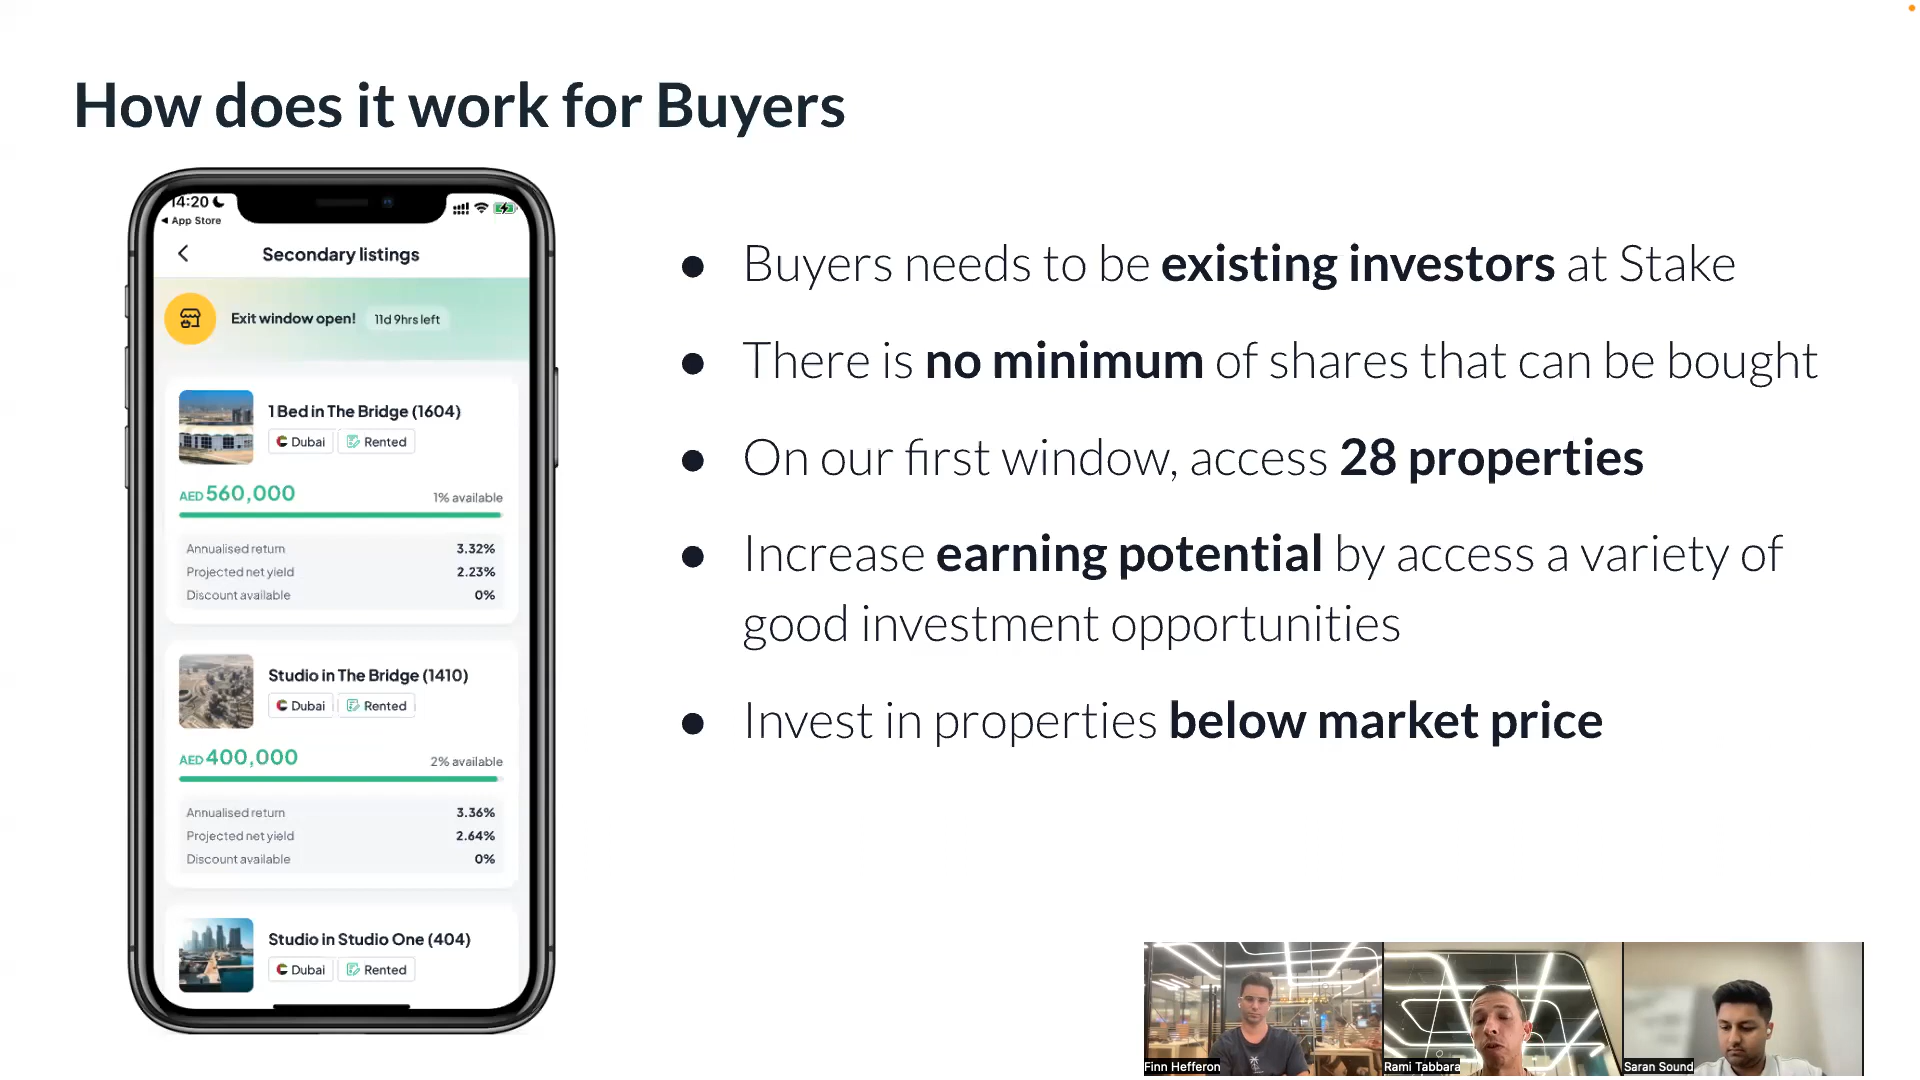 How does it work for Buyers
14:20
App Store
Secondary listings
Exit window open! 11d 9hrs left
1 Bed in The Bridge (1604)
Dubai Rented
AED 560,000 1% available
Annualised return 3.32%
Projected net yield 2.23%
Discount available 0%
Studio in The Bridge (1410)
Dubai Rented
AED 400,000 2% available
Annualised return 3.36%
Projected net yield 2.64%
Discount available 0%
Studio in Studio One (404)
Dubai Rented
● Buyers needs to be existing investors at Stake
● There is no minimum of shares that can be bought
● On our first window, access 28 properties
● Increase earning potential by access a variety of
good investment opportunities
● Invest in properties below market price
Finn Hefferon
Rami Tabbara
Saran Sound